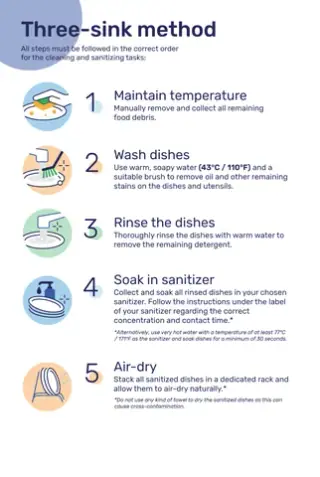 Three-sink method
All steps must be followed in the correct order
for the cleaning and sanitizing tasks:
1 Maintain temperature
Manually remove and collect all remaining
food debris.
2 Wash dishes
Use warm, soapy water (43°C / 110°F) and a
suitable brush to remove oil and other remaining
stains on the dishes and utensils.
3 Rinse the dishes
Thoroughly rinse the dishes with warm water to
remove the remaining detergent.
4 Soak in sanitizer
Collect and soak all rinsed dishes in your chosen
sanitizer. Follow the instructions under the label
of your sanitizer regarding the correct
concentration and contact time.*
*Alternatively, use very hot water with a temperature of at least 77°C
/ 171°F as the sanitizer and soak dishes for a minimum of 30 seconds.
5 Air-dry
Stack all sanitized dishes in a dedicated rack and
allow them to air-dry naturally.*
*Do not use any kind of towel to dry the sanitized dishes as this can
cause cross-contamination.